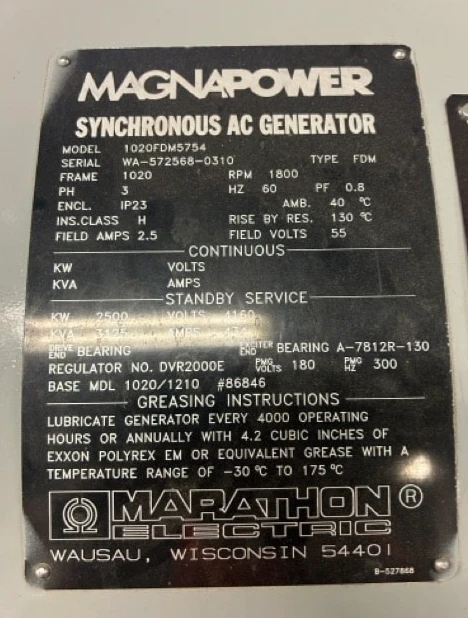 MAGNAPOWER
SYNCHRONOUS AC GENERATOR
MODEL 1020FDM5754
SERIAL WA-572568-0310 TYPE FDM
FRAME 1020 RPM 1800
PH 3 HZ 60 PF 0.8
ENCL. IP23 AMB. 40 °C
INS.CLASS H RISE BY RES. 130 °C
FIELD AMPS 2.5 FIELD VOLTS 55
CONTINUOUS
KW VOLTS
KVA AMPS
STANDBY SERVICE
KW 2500 VOLTS 4160
KVA 3125 AMPS 434
DRIVE END BEARING EXCITER END BEARING A-7812R-130
REGULATOR NO. DVR2000E PMG VOLTS 180 PMG HZ 300
BASE MDL 1020/1210 #86846
GREASING INSTRUCTIONS
LUBRICATE GENERATOR EVERY 4000 OPERATING
HOURS OR ANNUALLY WITH 4.2 CUBIC INCHES OF
EXXON POLYREX EM OR EQUIVALENT GREASE WITH A
TEMPERATURE RANGE OF -30 °C TO 175 °C
MARATHON ®
ELECTRIC
WAUSAU, WISCONSIN 54401
B-527868